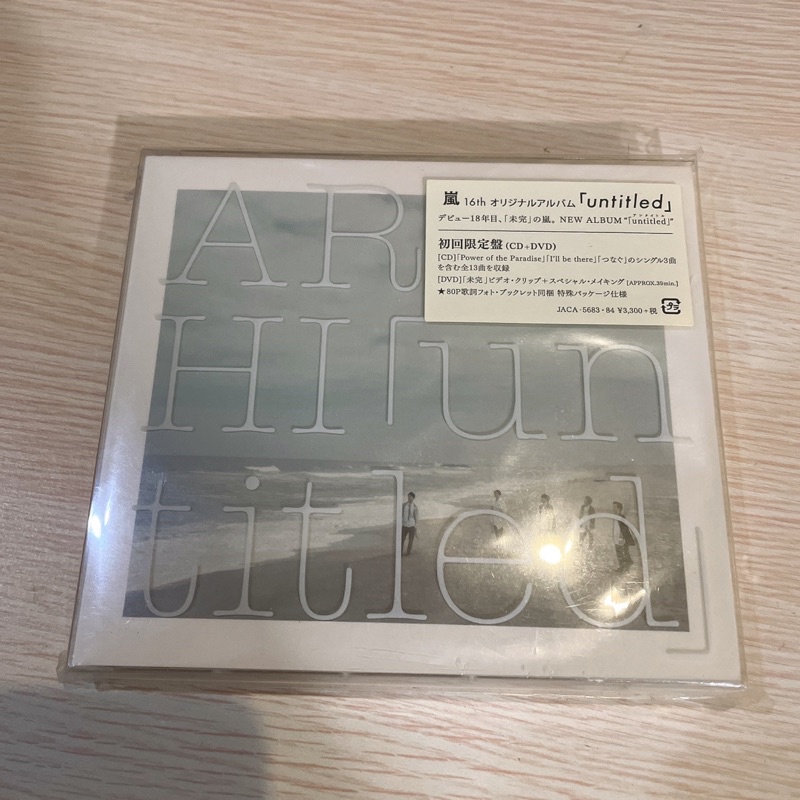 AR
HI「un
titled」
嵐 16th オリジナルアルバム「untitled」
デビュー18年目、「未完」の嵐。 NEW ALBUM "「untitled」"
アンタイトル
初回限定盤 (CD+DVD)
[CD]「Power of the Paradise」「I'll be there」「つなぐ」のシングル3曲
を含む全13曲を収録
[DVD]「未完」ビデオ・クリップ+スペシャル・メイキング [APPROX.39min.]
★80P歌詞フォト・ブックレット同梱 特殊パッケージ仕様
JACA-5683・84 ¥3,300+税